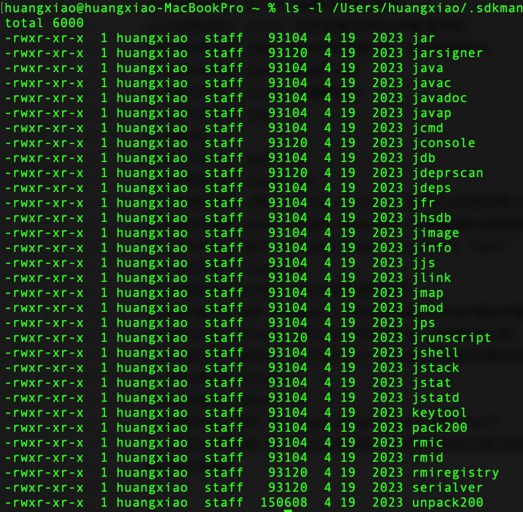 [huangxiao@huangxiao-MacBookPro ~ % ls -l /Users/huangxiao/.sdkman
total 6000
-rwxr-xr-x  1 huangxiao  staff   93104  4 19  2023 jar
-rwxr-xr-x  1 huangxiao  staff   93120  4 19  2023 jarsigner
-rwxr-xr-x  1 huangxiao  staff   93104  4 19  2023 java
-rwxr-xr-x  1 huangxiao  staff   93104  4 19  2023 javac
-rwxr-xr-x  1 huangxiao  staff   93104  4 19  2023 javadoc
-rwxr-xr-x  1 huangxiao  staff   93104  4 19  2023 javap
-rwxr-xr-x  1 huangxiao  staff   93104  4 19  2023 jcmd
-rwxr-xr-x  1 huangxiao  staff   93120  4 19  2023 jconsole
-rwxr-xr-x  1 huangxiao  staff   93104  4 19  2023 jdb
-rwxr-xr-x  1 huangxiao  staff   93120  4 19  2023 jdeprscan
-rwxr-xr-x  1 huangxiao  staff   93104  4 19  2023 jdeps
-rwxr-xr-x  1 huangxiao  staff   93104  4 19  2023 jfr
-rwxr-xr-x  1 huangxiao  staff   93104  4 19  2023 jhsdb
-rwxr-xr-x  1 huangxiao  staff   93104  4 19  2023 jimage
-rwxr-xr-x  1 huangxiao  staff   93104  4 19  2023 jinfo
-rwxr-xr-x  1 huangxiao  staff   93104  4 19  2023 jjs
-rwxr-xr-x  1 huangxiao  staff   93104  4 19  2023 jlink
-rwxr-xr-x  1 huangxiao  staff   93104  4 19  2023 jmap
-rwxr-xr-x  1 huangxiao  staff   93104  4 19  2023 jmod
-rwxr-xr-x  1 huangxiao  staff   93104  4 19  2023 jps
-rwxr-xr-x  1 huangxiao  staff   93120  4 19  2023 jrunscript
-rwxr-xr-x  1 huangxiao  staff   93104  4 19  2023 jshell
-rwxr-xr-x  1 huangxiao  staff   93104  4 19  2023 jstack
-rwxr-xr-x  1 huangxiao  staff   93104  4 19  2023 jstat
-rwxr-xr-x  1 huangxiao  staff   93104  4 19  2023 jstatd
-rwxr-xr-x  1 huangxiao  staff   93104  4 19  2023 keytool
-rwxr-xr-x  1 huangxiao  staff   93104  4 19  2023 pack200
-rwxr-xr-x  1 huangxiao  staff   93104  4 19  2023 rmic
-rwxr-xr-x  1 huangxiao  staff   93104  4 19  2023 rmid
-rwxr-xr-x  1 huangxiao  staff   93120  4 19  2023 rmiregistry
-rwxr-xr-x  1 huangxiao  staff   93120  4 19  2023 serialver
-rwxr-xr-x  1 huangxiao  staff  150608  4 19  2023 unpack200